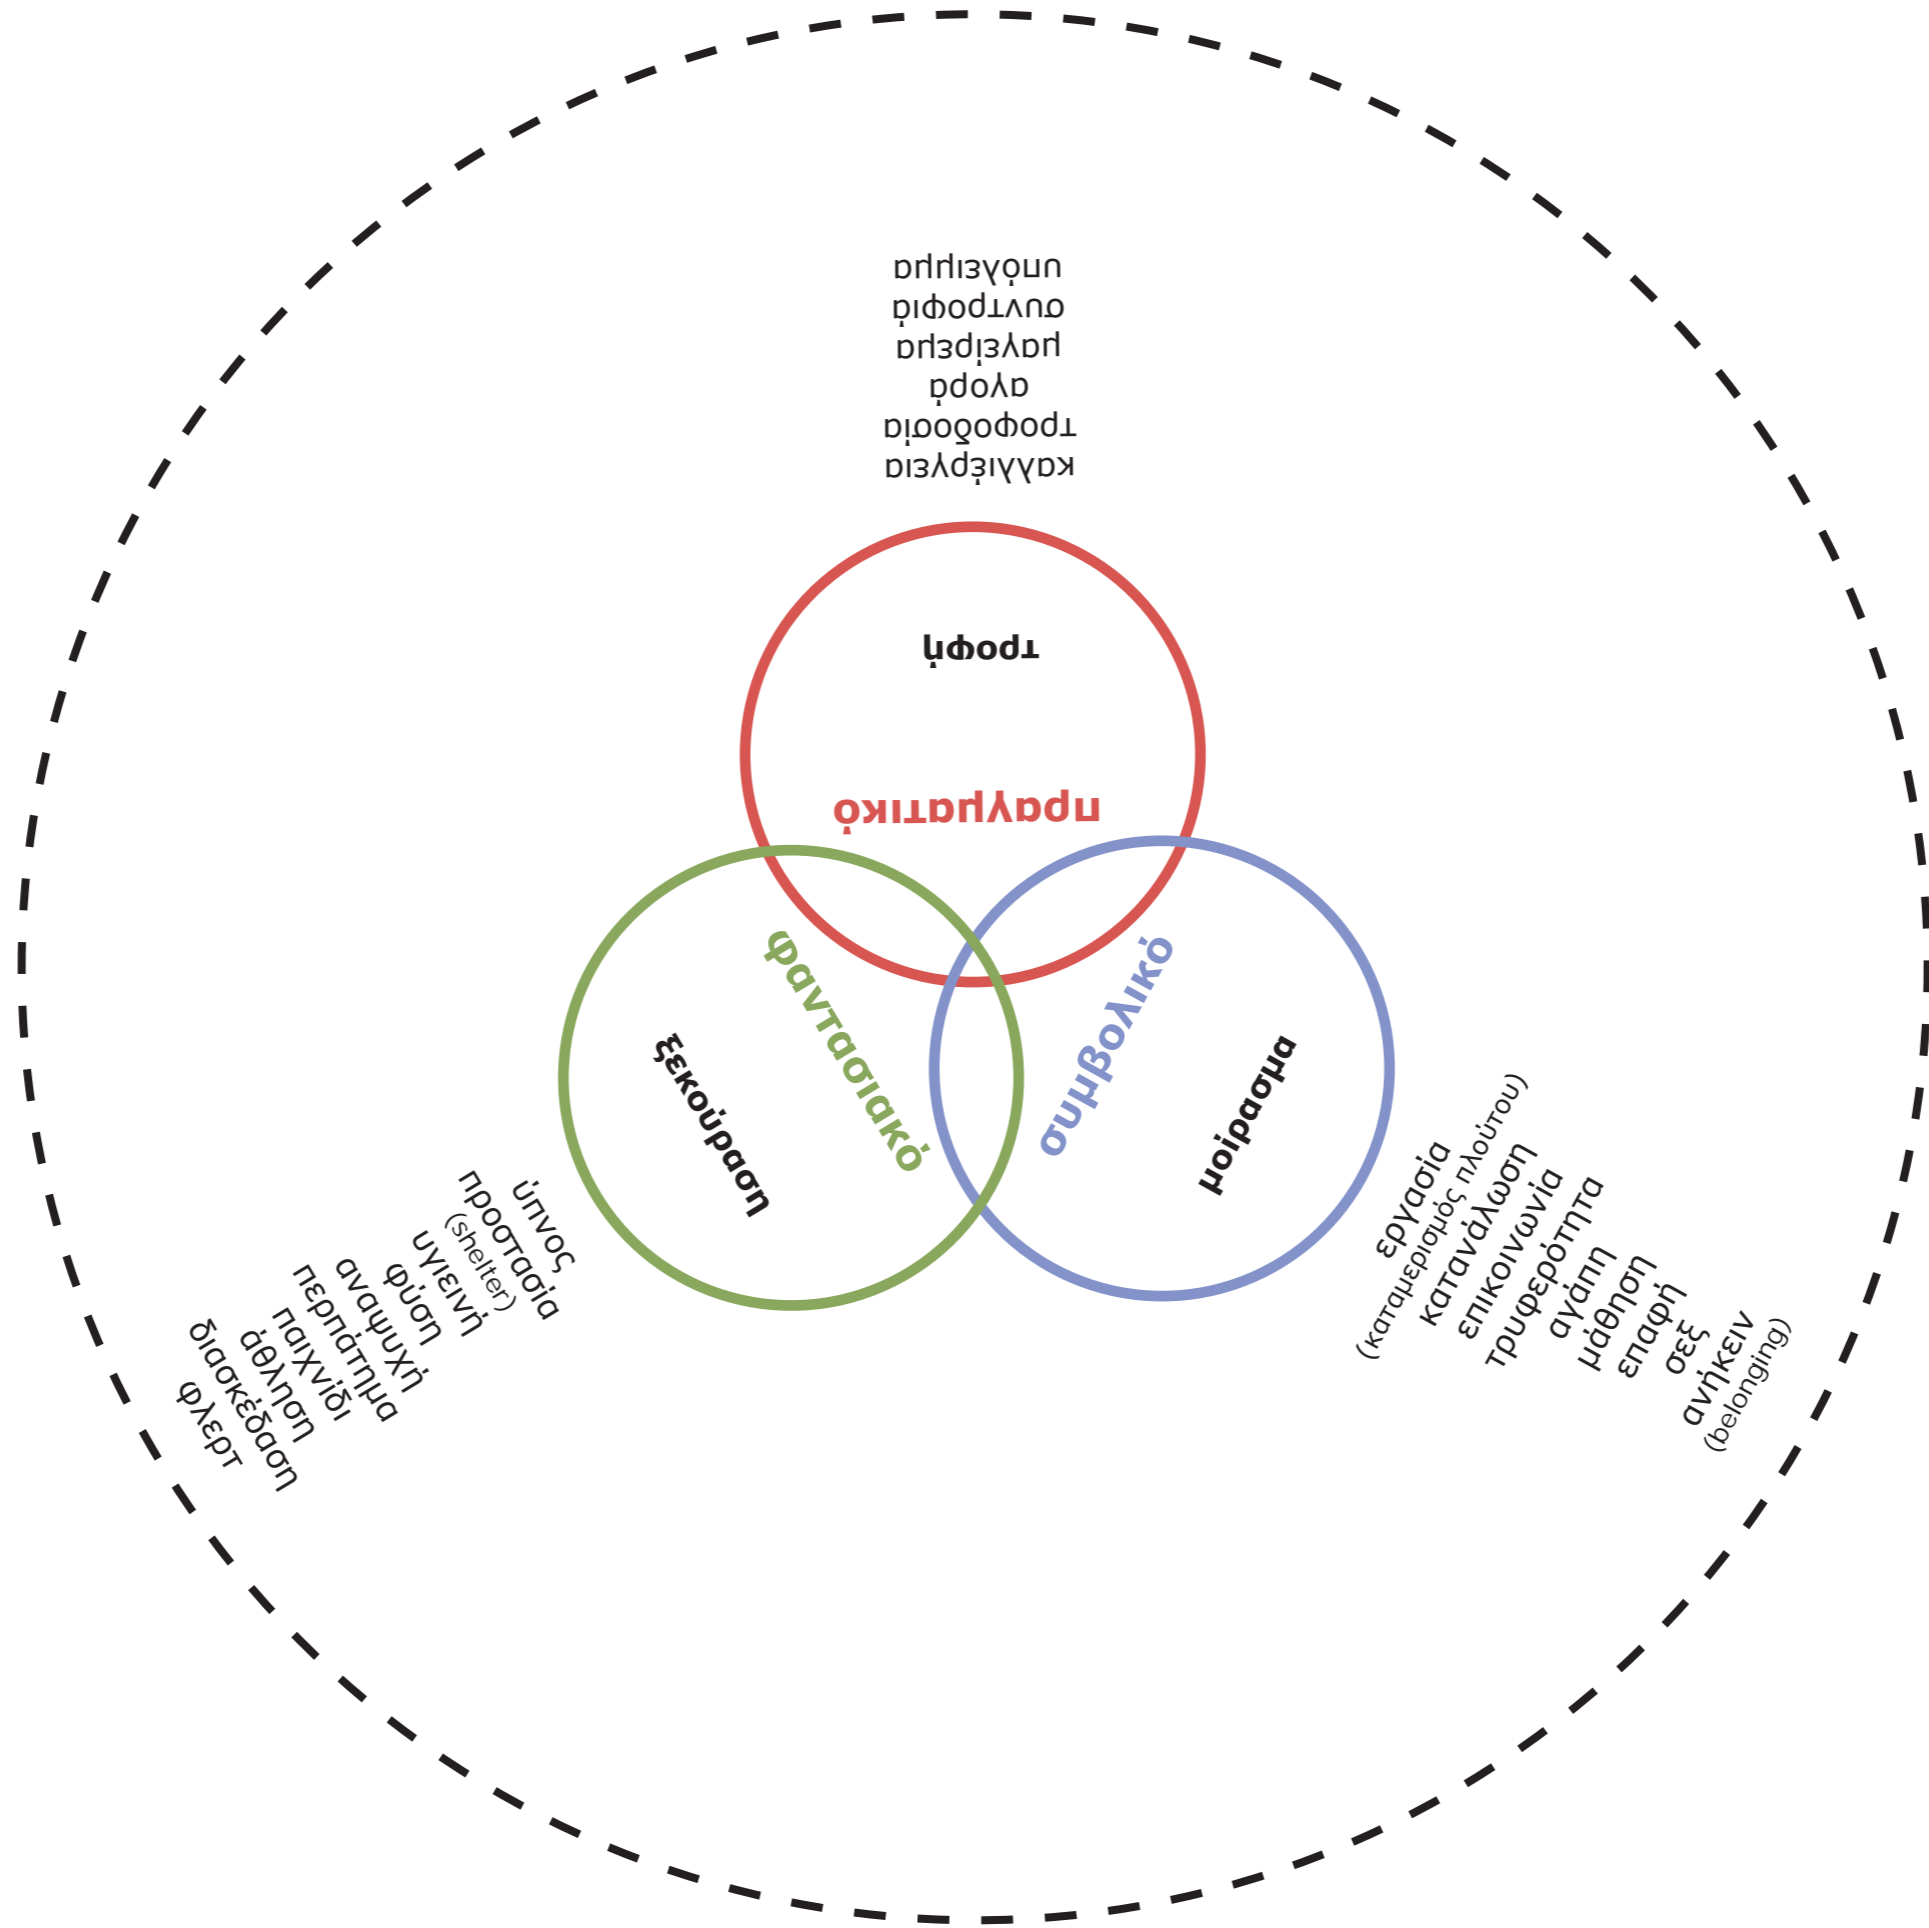 καλλιέργεια
τροφοδοσία
αγορά
μαγείρεμα
συντροφιά
υπόλειμμα
τροφή
πραγματικό
φαντασιακό
ξεκούραση
συμβολικό
μοίρασμα
ύπνος
προστασία
(shelter)
υγιεινή
φύση
αναψυχή
περπάτημα
παιχνίδι
άθληση
διασκέδαση
φλερτ
εργασία
(καταμερισμός πλούτου)
κατανάλωση
επικοινωνία
τρυφερότητα
αγάπη
μάθηση
επαφή
σεξ
ανήκειν
(belonging)